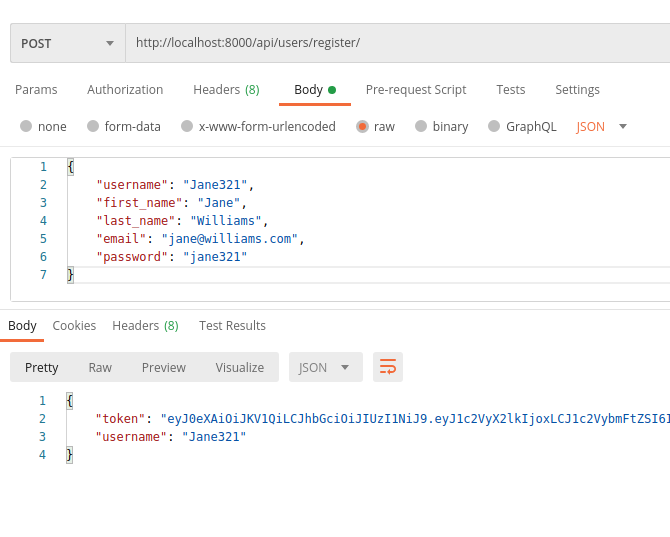 POST http://localhost:8000/api/users/register/
Params Authorization Headers (8) Body Pre-request Script Tests Settings
none form-data x-www-form-urlencoded raw binary GraphQL JSON
1 {
2 "username": "Jane321",
3 "first_name": "Jane",
4 "last_name": "Williams",
5 "email": "jane@williams.com",
6 "password": "jane321"
7 }
Body Cookies Headers (8) Test Results
Pretty Raw Preview Visualize JSON
1 {
2 "token": "eyJ0eXAiOiJKV1QiLCJhbGciOiJIUzI1NiJ9.eyJ1c2VyX2lkIjoxLCJ1c2VybmFtZSI6I
3 "username": "Jane321"
4 }